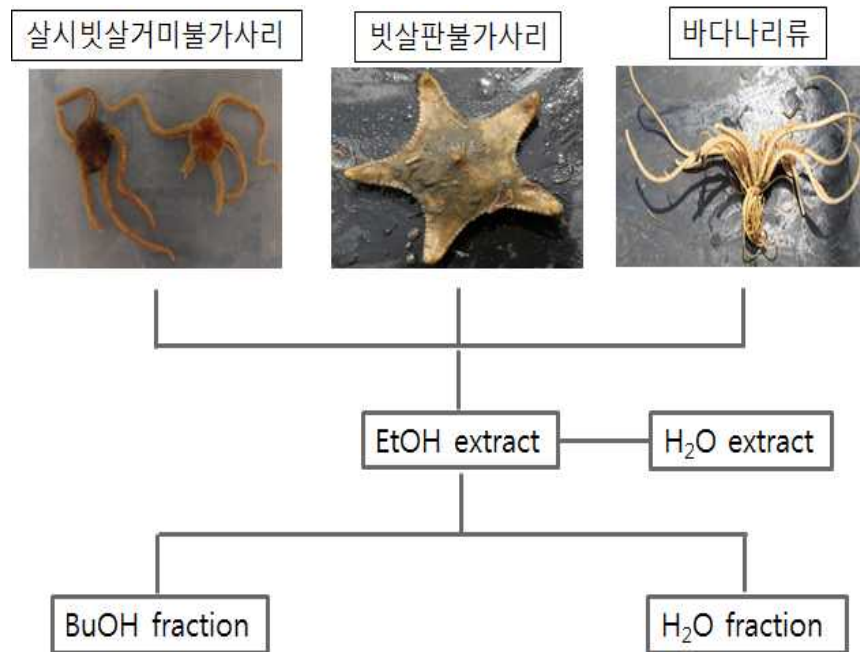 살시빗살거미불가사리
빗살판불가사리
바다나리류
EtOH extract
H₂O extract
BuOH fraction
H₂O fraction